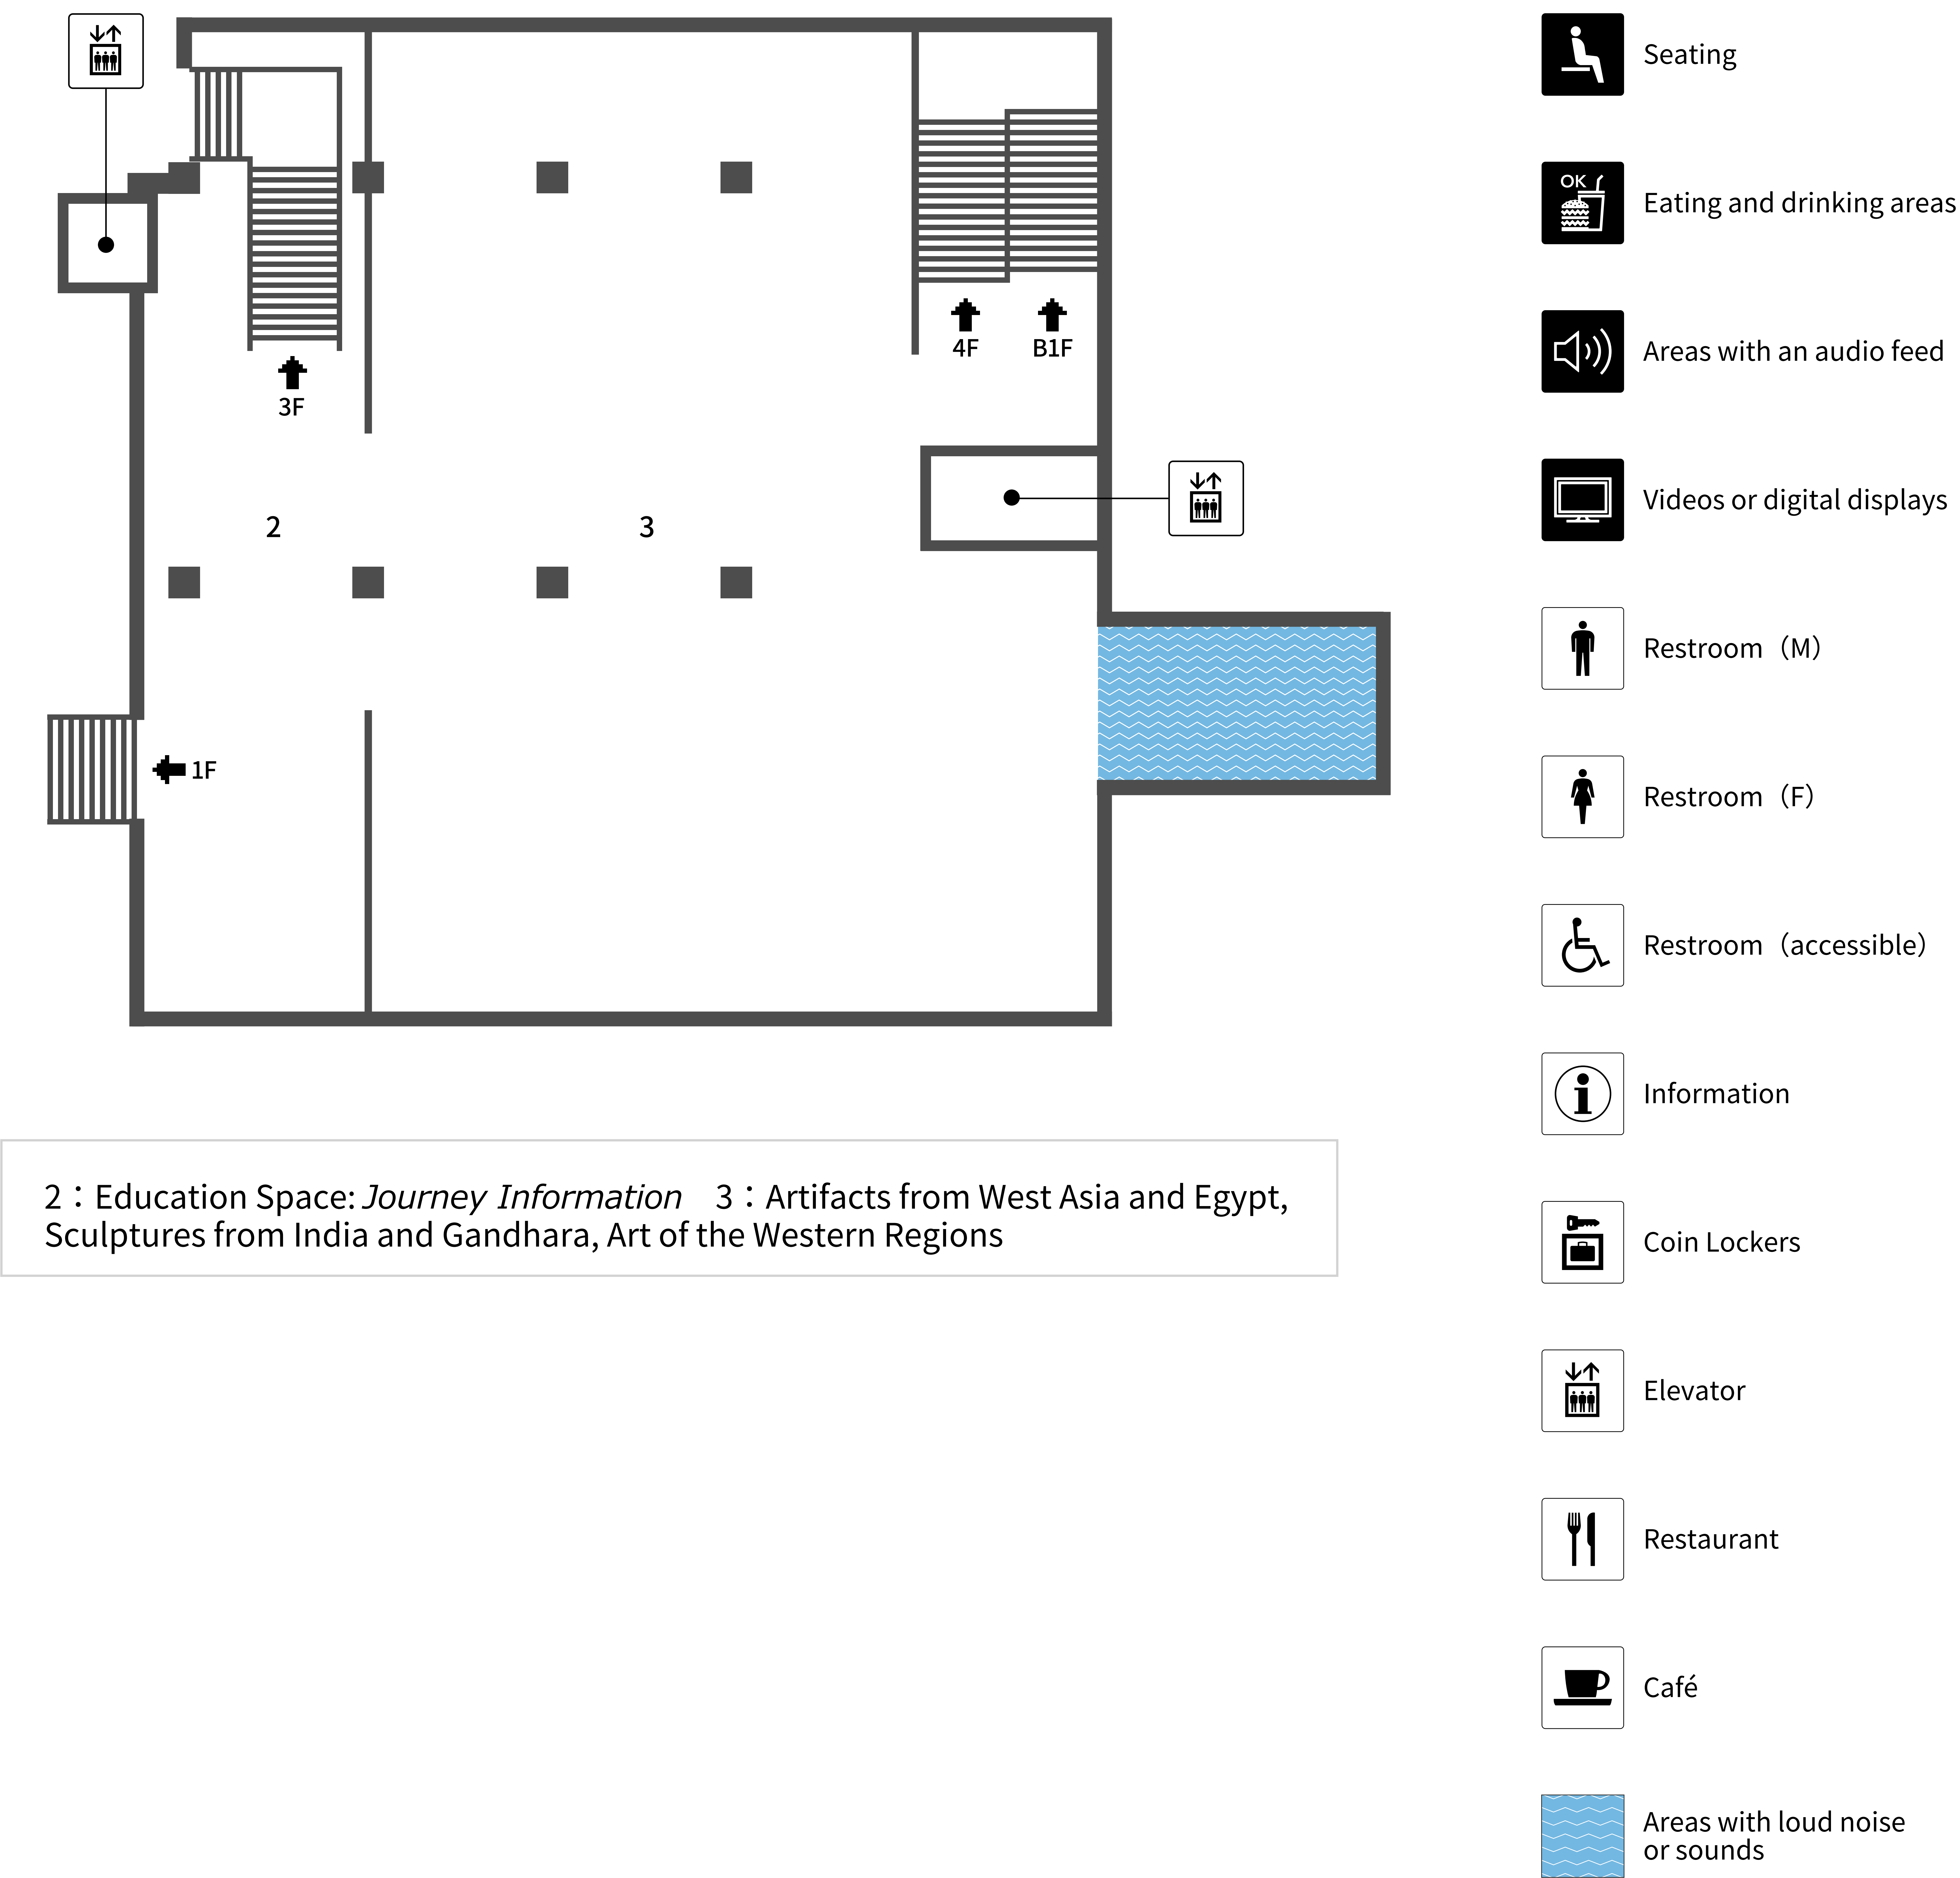 4F
B1F
3F
2
3
1F
2：Education Space: Journey Information 3：Artifacts from West Asia and Egypt,
Sculptures from India and Gandhara, Art of the Western Regions
Seating
OK
Eating and drinking areas
Areas with an audio feed
Videos or digital displays
Restroom（M）
Restroom（F）
Restroom（accessible）
Information
Coin Lockers
Elevator
Restaurant
Café
Areas with loud noise
or sounds